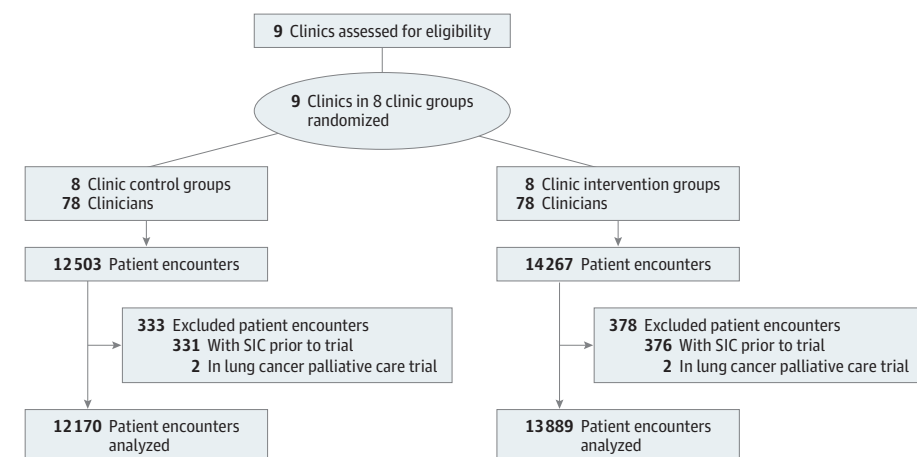 9 Clinics assessed for eligibility
9 Clinics in 8 clinic groups
randomized
8 Clinic control groups
78 Clinicians
8 Clinic intervention groups
78 Clinicians
12503 Patient encounters
14267 Patient encounters
333 Excluded patient encounters
331 With SIC prior to trial
2 In lung cancer palliative care trial
378 Excluded patient encounters
376 With SIC prior to trial
2 In lung cancer palliative care trial
12170 Patient encounters
analyzed
13889 Patient encounters
analyzed